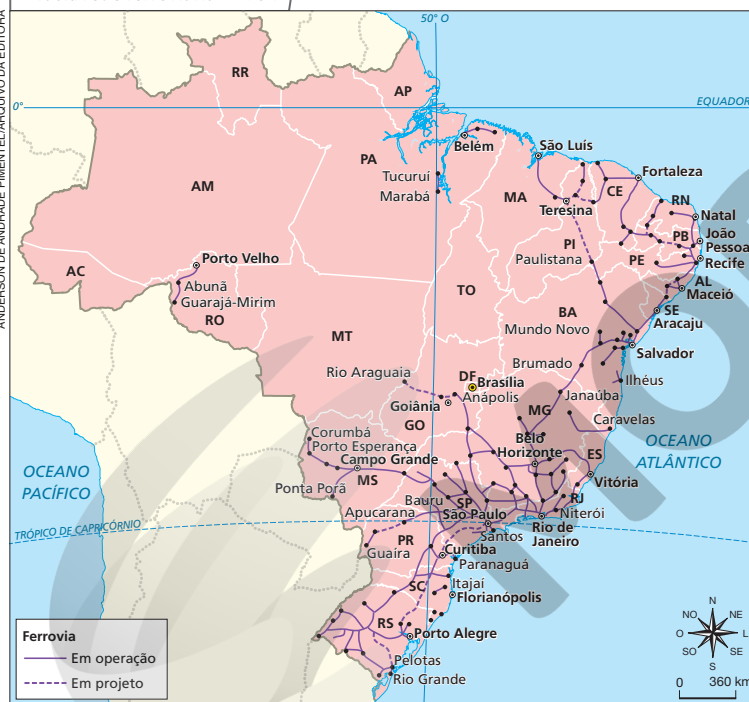 ANDERSON DE ANDRADE PIMENTEL/ARQUIVO DA EDITORA
50° O
RR
AP
0°
EQUADOR
Belém
São Luís
PA
Fortaleza
Tucuruí
Marabá
AM
MA
CE
Teresina
RN
Natal
PB
João
Pessoa
PI
Paulistana
PE
Recife
Porto Velho
AC
Abunã
Guarajá-Mirim
RO
TO
AL
Maceió
SE
Aracaju
BA
Mundo Novo
MT
Salvador
Rio Araguaia
Brumado
DF
Brasília
Anápolis
Ilhéus
Goiânia
Janaúba
GO
MG
Caravelas
Corumbá
Porto Esperança
Campo Grande
Belo
Horizonte
ES
OCEANO
ATLÂNTICO
OCEANO
PACÍFICO
MS
Vitória
Ponta Porã
Bauru
SP
RJ
Apucarana
São Paulo
Niterói
TRÓPICO DE CAPRICÓRNIO
Rio de
Janeiro
Santos
PR
Guaíra
Curitiba
Paranaguá
SC
Itajaí
Florianópolis
RS
Porto Alegre
Pelotas
Rio Grande
Ferrovia
Em operação
Em projeto
N
NO
NE
O
L
SO
SE
S
0
360 km